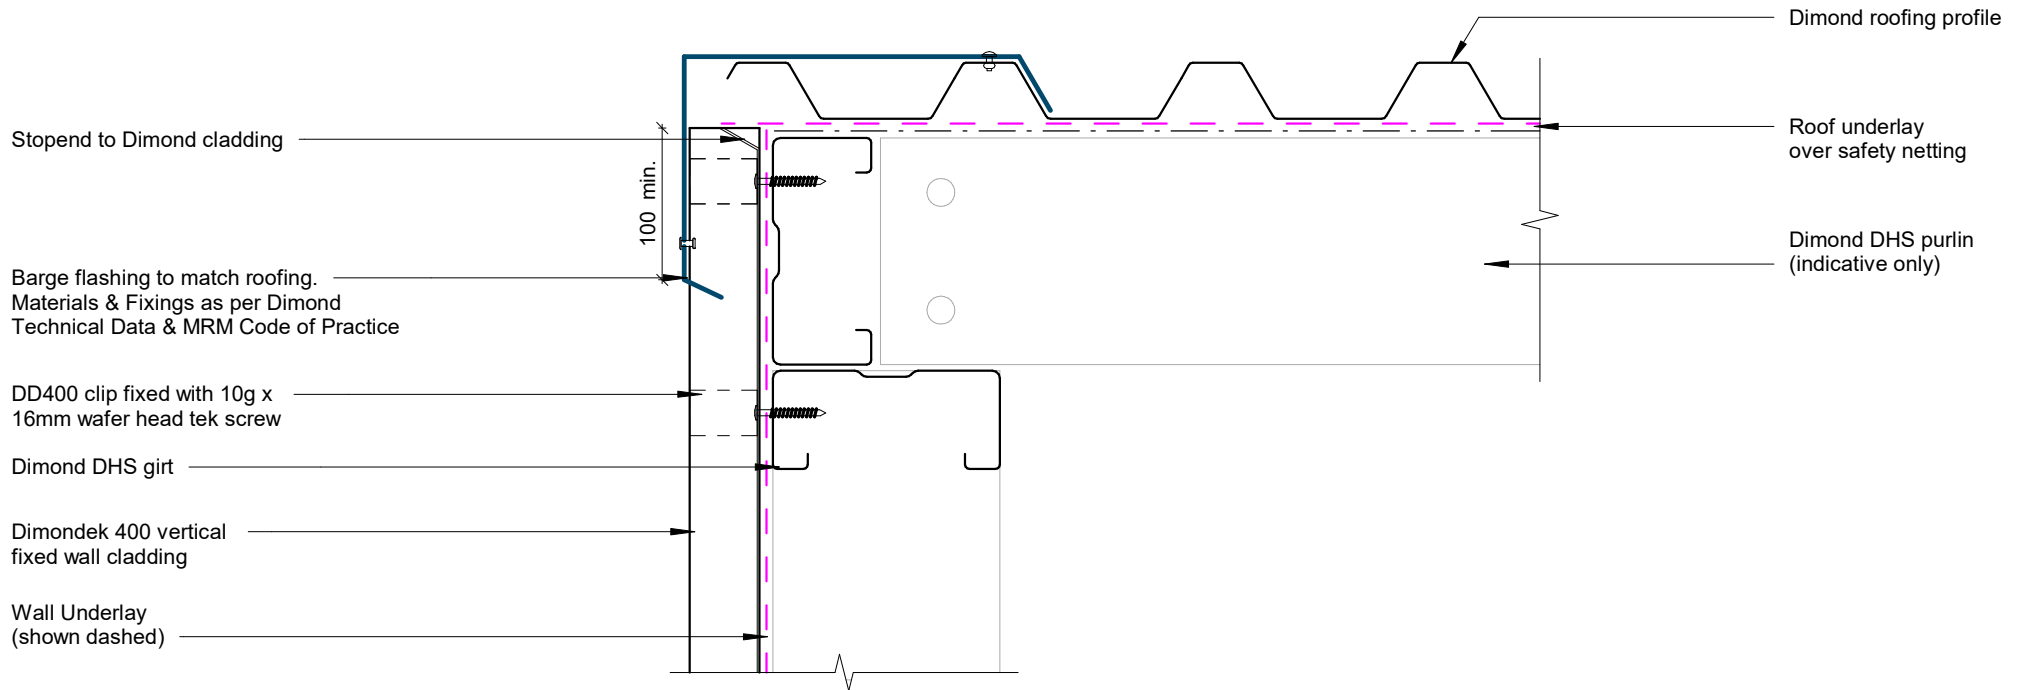 Dimond roofing profile
Stopend to Dimond cladding
Roof underlay
over safety netting
100 min.
Dimond DHS purlin
(indicative only)
Barge flashing to match roofing.
Materials & Fixings as per Dimond
Technical Data & MRM Code of Practice
DD400 clip fixed with 10g x
16mm wafer head tek screw
Dimond DHS girt
Dimondek 400 vertical
fixed wall cladding
Wall Underlay
(shown dashed)